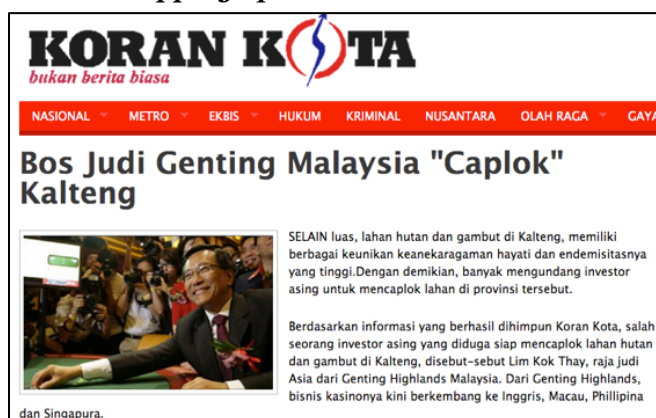 KORAN KOTA
bukan berita biasa
NASIONAL METRO EKBIS HUKUM KRIMINAL NUSANTARA OLAH RAGA GAYA
Bos Judi Genting Malaysia "Caplok"
Kalteng
SELAIN luas, lahan hutan dan gambut di Kalteng, memiliki
berbagai keunikan keanekaragaman hayati dan endemisitasnya
yang tinggi.Dengan demikian, banyak mengundang investor
asing untuk mencaplok lahan di provinsi tersebut.
Berdasarkan informasi yang berhasil dihimpun Koran Kota, salah
seorang investor asing yang diduga siap mencaplok lahan hutan
dan gambut di Kalteng, disebut-sebut Lim Kok Thay, raja judi
Asia dari Genting Highlands Malaysia. Dari Genting Highlands,
bisnis kasinonya kini berkembang ke Inggris, Macau, Phillipina
dan Singapura.